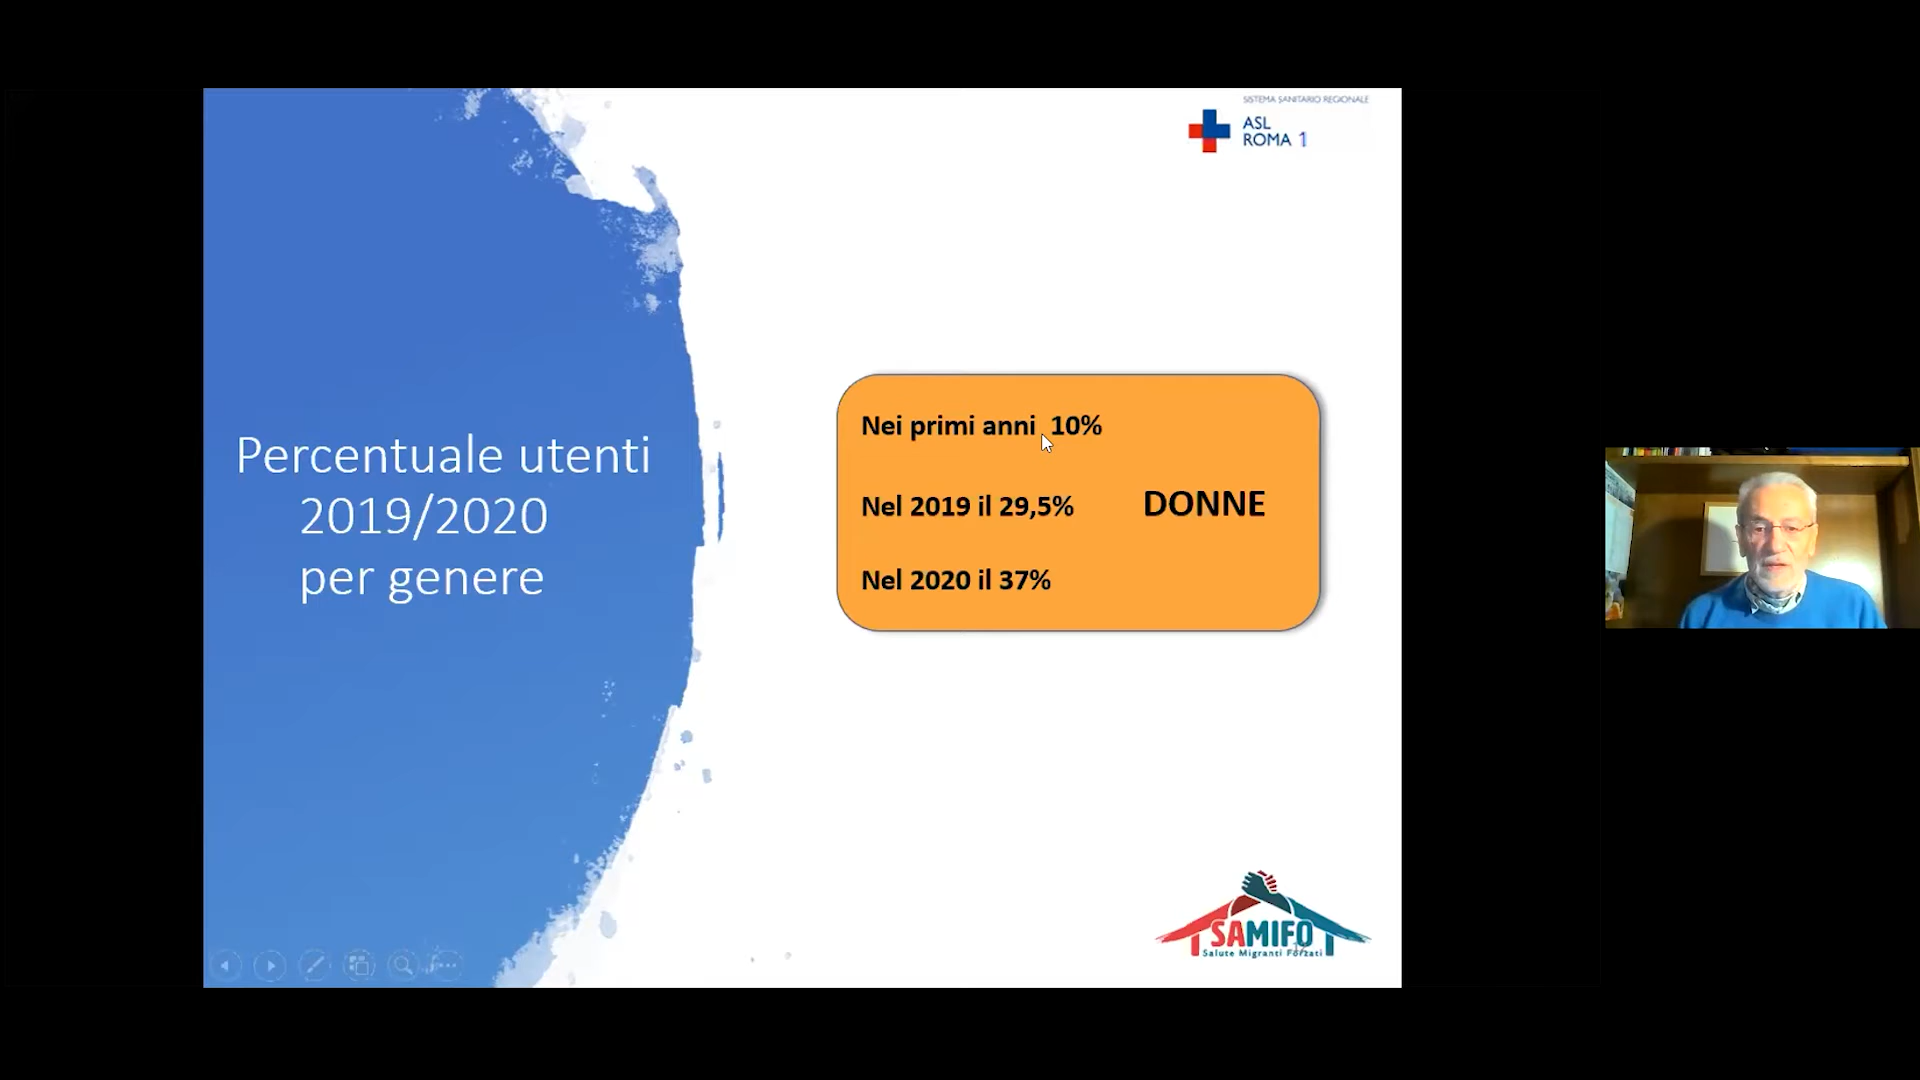 SISTEMA SANITARIO REGIONALE
ASL
ROMA 1
Percentuale utenti
2019/2020
per genere
Nei primi anni 10%
Nel 2019 il 29,5%
DONNE
Nel 2020 il 37%
SAMIFO
Salute Migranti Forzati